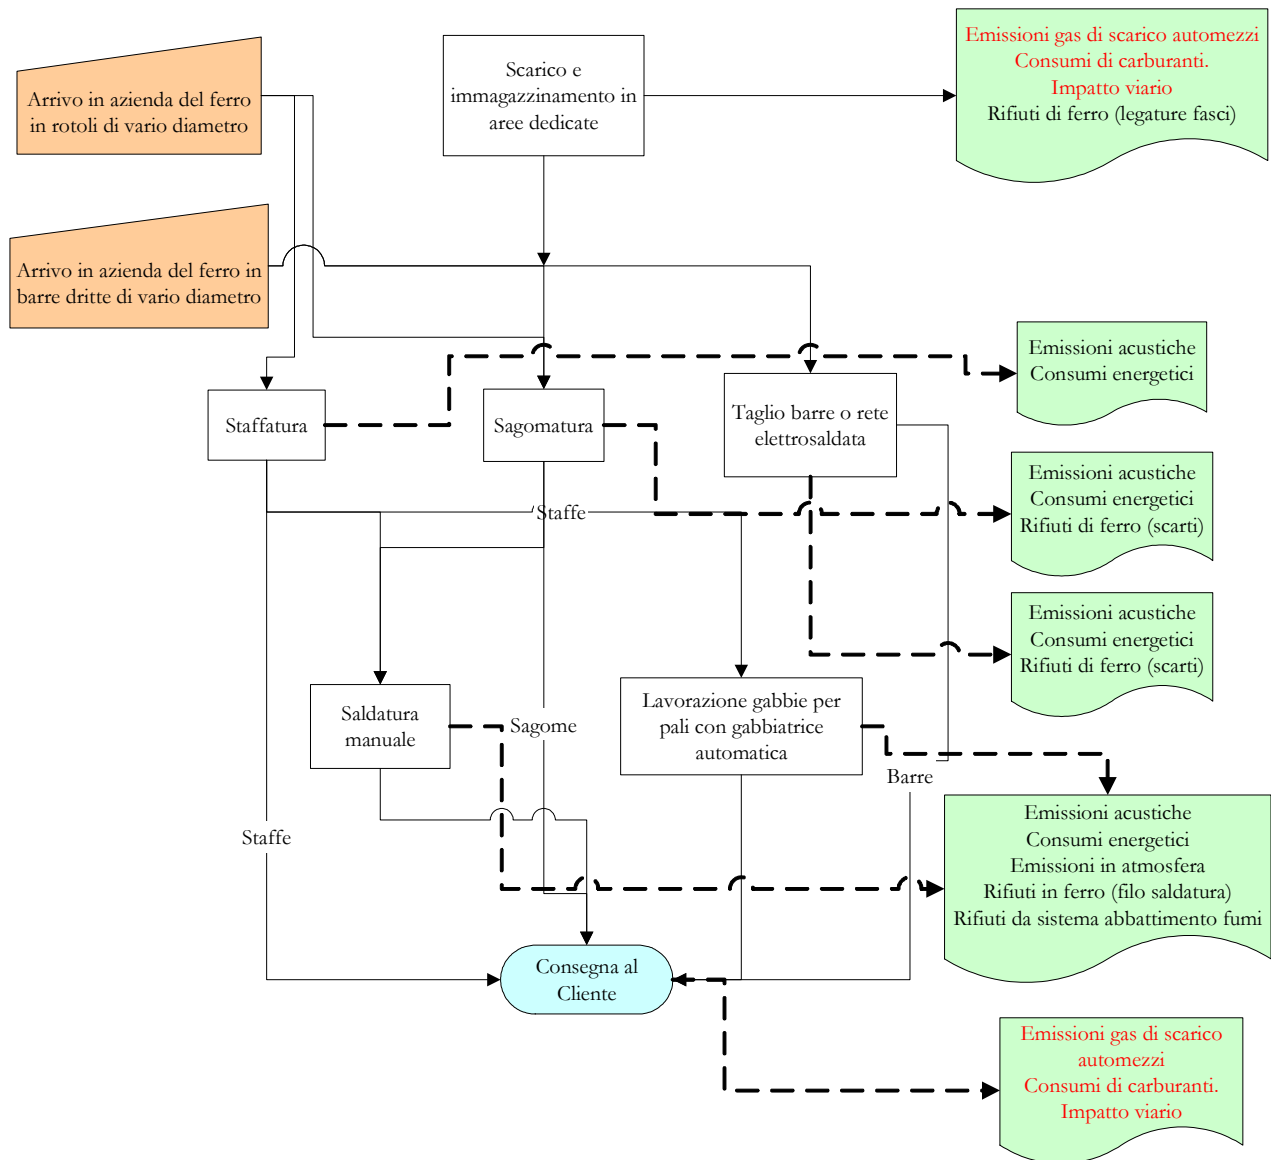 Arrivo in azienda del ferro
in rotoli di vario diametro
Scarico e
immagazzinamento in
aree dedicate
Emissioni gas di scarico automezzi
Consumi di carburanti.
Impatto viario
Rifiuti di ferro (legature fasci)
Arrivo in azienda del ferro in
barre dritte di vario diametro
Emissioni acustiche
Consumi energetici
Staffatura
Sagomatura
Taglio barre o rete
elettrosaldata
Emissioni acustiche
Consumi energetici
Rifiuti di ferro (scarti)
Staffe
Emissioni acustiche
Consumi energetici
Rifiuti di ferro (scarti)
Saldatura
manuale
Sagome
Lavorazione gabbie per
pali con gabbiatrice
automatica
Barre
Staffe
Emissioni acustiche
Consumi energetici
Emissioni in atmosfera
Rifiuti in ferro (filo saldatura)
Rifiuti da sistema abbattimento fumi
Consegna al
Cliente
Emissioni gas di scarico
automezzi
Consumi di carburanti.
Impatto viario